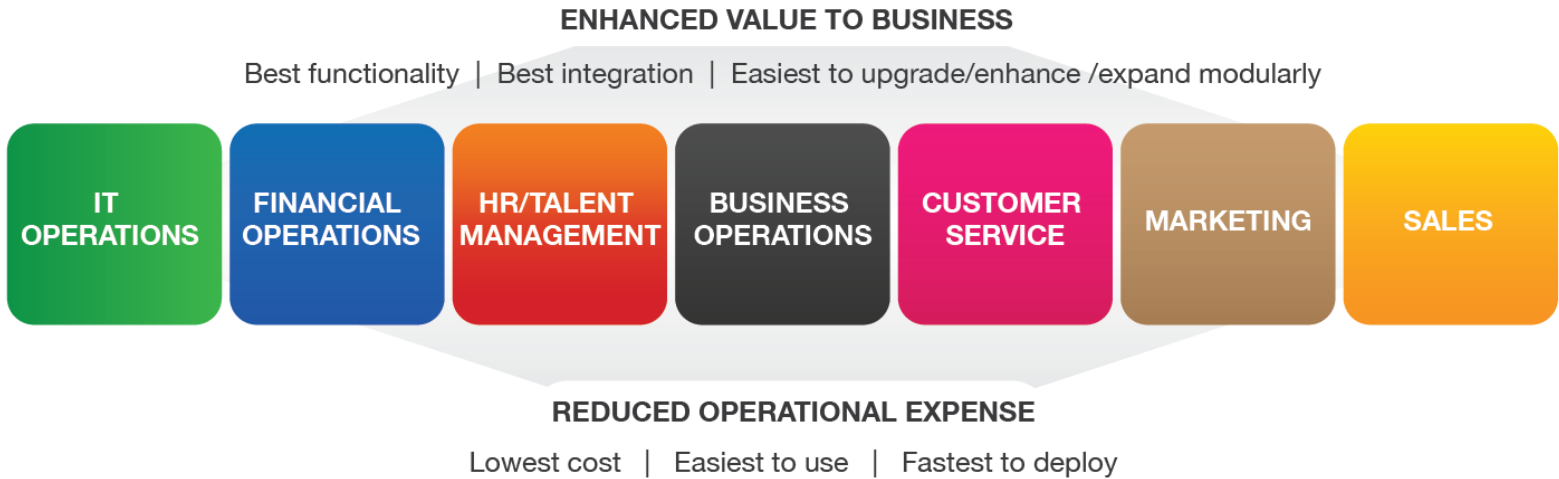 ENHANCED VALUE TO BUSINESS
Best functionality | Best integration | Easiest to upgrade/enhance /expand modularly
IT
OPERATIONS
FINANCIAL
OPERATIONS
HR/TALENT
MANAGEMENT
BUSINESS
OPERATIONS
CUSTOMER
SERVICE
MARKETING
SALES
REDUCED OPERATIONAL EXPENSE
Lowest cost | Easiest to use | Fastest to deploy